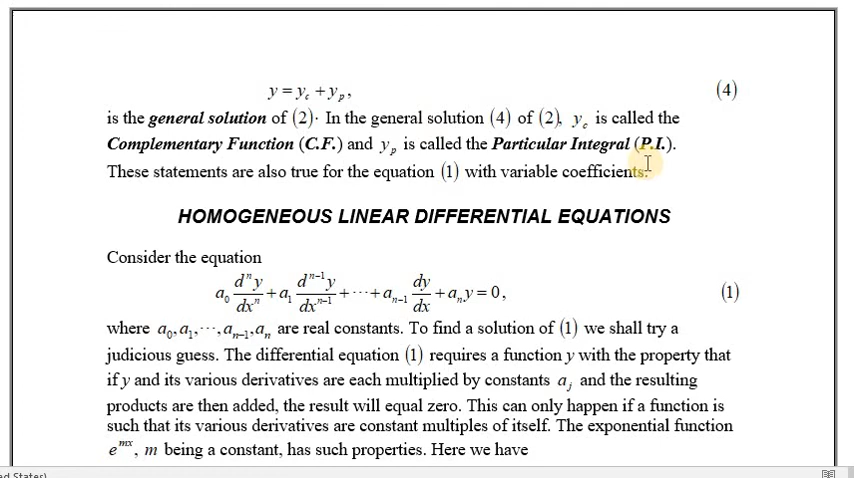 y = y_c + y_p, (4)
is the general solution of (2). In the general solution (4) of (2), y_c is called the
Complementary Function (C.F.) and y_p is called the Particular Integral (P.I.).
These statements are also true for the equation (1) with variable coefficients.
HOMOGENEOUS LINEAR DIFFERENTIAL EQUATIONS
Consider the equation
a_0 d^n y/dx^n + a_1 d^{n-1} y/dx^{n-1} + ⋯ + a_{n-1} dy/dx + a_n y = 0, (1)
where a_0, a_1, ⋯, a_{n-1}, a_n are real constants. To find a solution of (1) we shall try a
judicious guess. The differential equation (1) requires a function y with the property that
if y and its various derivatives are each multiplied by constants a_j and the resulting
products are then added, the result will equal zero. This can only happen if a function is
such that its various derivatives are constant multiples of itself. The exponential function
e^{mx}, m being a constant, has such properties. Here we have
ed States)